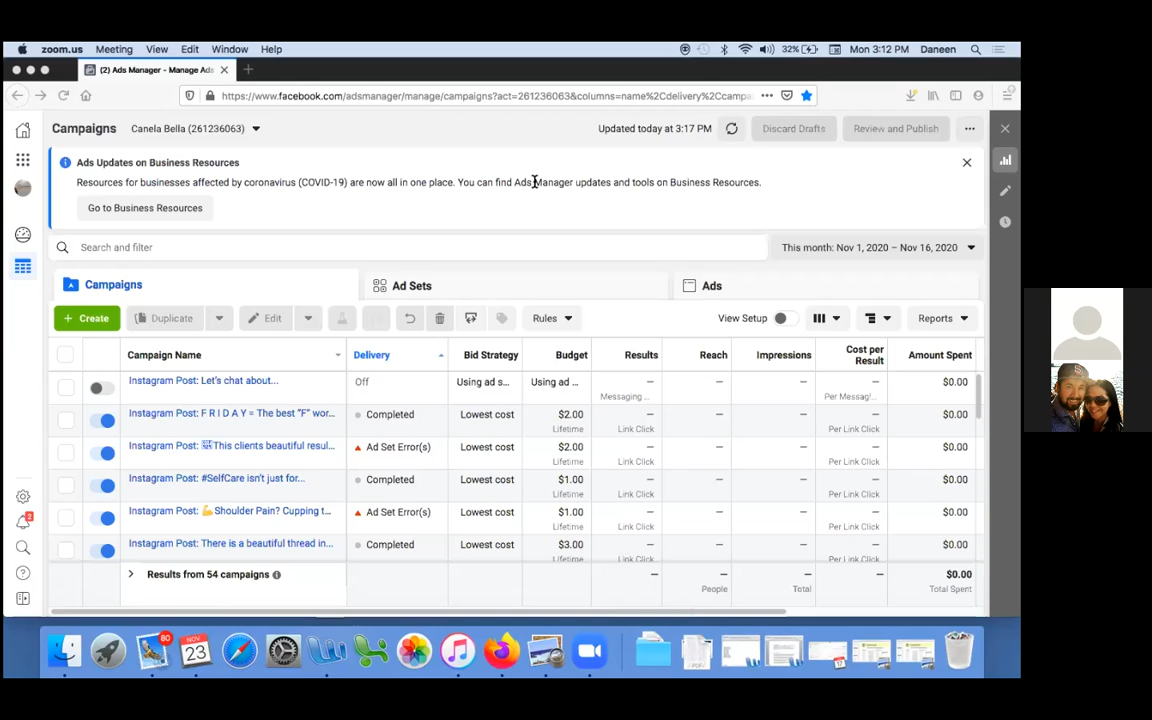 zoom.us Meeting View Edit Window Help 32% Mon 3:12 PM Daneen
(2) Ads Manager - Manage Ads
https://www.facebook.com/adsmanager/manage/campaigns?act=261236063&columns=name%2Cdelivery%2Ccampa
Campaigns Canela Bella (261236063) Updated today at 3:17 PM Discard Drafts Review and Publish
Ads Updates on Business Resources
Resources for businesses affected by coronavirus (COVID-19) are now all in one place. You can find Ads Manager updates and tools on Business Resources.
Go to Business Resources
Search and filter This month: Nov 1, 2020 – Nov 16, 2020
Campaigns Ad Sets Ads
+ Create Duplicate Edit Rules View Setup Reports
Campaign Name Delivery Bid Strategy Budget Results Reach Impressions Cost per Result Amount Spent
Instagram Post: Let's chat about... Off Using ad s... Using ad ... — — — — $0.00
Messaging ... Per Messag...
Instagram Post: F R I D A Y = The best "F" wor... Completed Lowest cost $2.00 — — — — $0.00
Lifetime Link Click Per Link Click
Instagram Post: This clients beautiful resul... Ad Set Error(s) Lowest cost $2.00 — — — — $0.00
Lifetime Link Click Per Link Click
Instagram Post: #SelfCare isn't just for... Completed Lowest cost $1.00 — — — — $0.00
Lifetime Link Click Per Link Click
Instagram Post: 💪Shoulder Pain? Cupping t... Ad Set Error(s) Lowest cost $1.00 — — — — $0.00
Lifetime Link Click Per Link Click
Instagram Post: There is a beautiful thread in... Completed Lowest cost $3.00 — — — — $0.00
Lifetime Link Click Per Link Click
Results from 54 campaigns — — — — $0.00
People Total Total Spent
2
80
NOV
23
17